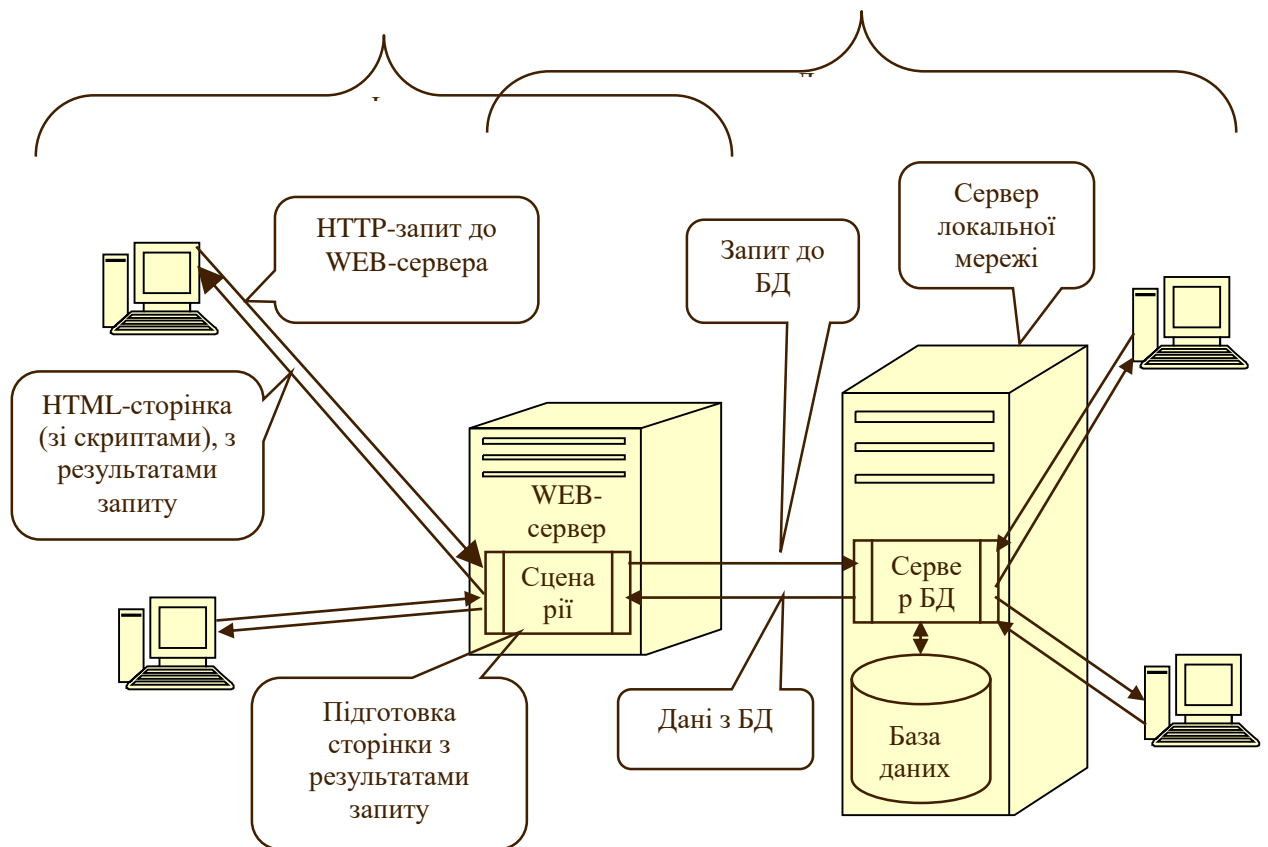 HTTP-запит до
WEB-сервера
Запит до
БД
Сервер
локальної
мережі
HTML-сторінка
(зі скриптами), з
результатами
запиту
WEB-
сервер
Сцена
рії
Серве
р БД
Підготовка
сторінки з
результатами
запиту
Дані з БД
База
даних